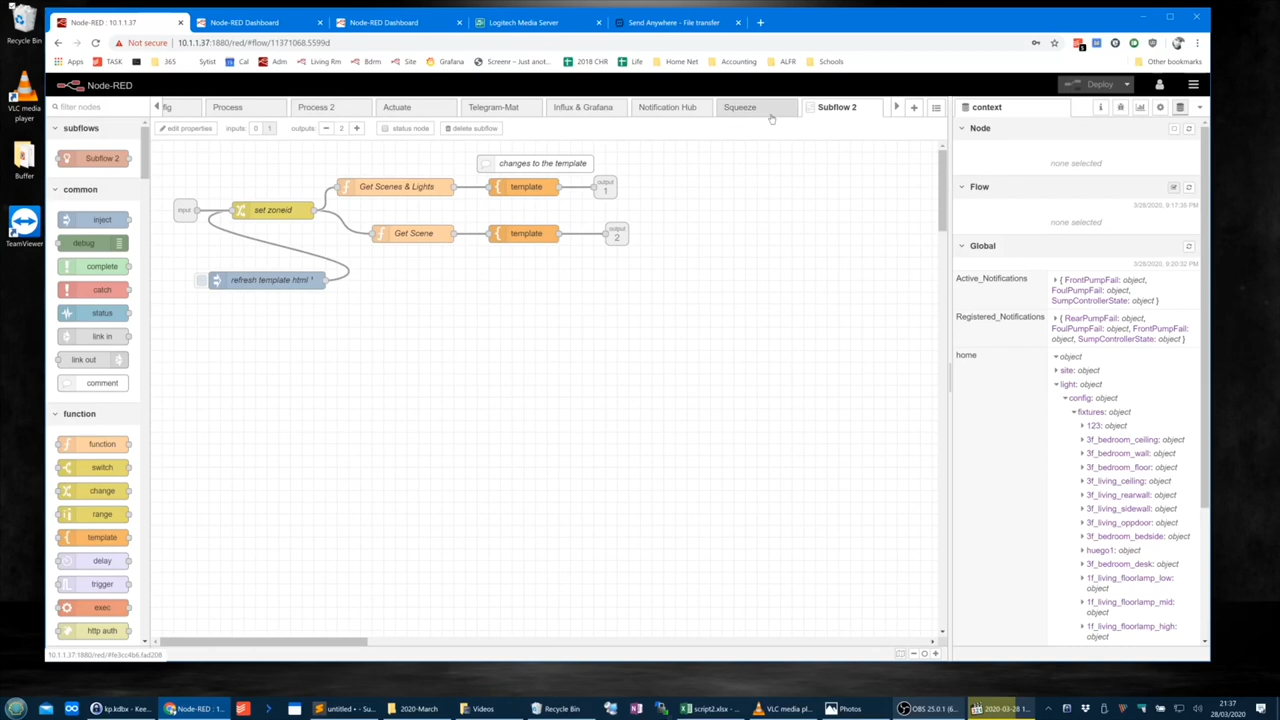 Recycle Bin
VLC media player
Buffer
TeamViewer
Node-RED : 10.1.1.37
Node-RED Dashboard
Node-RED Dashboard
Logitech Media Server
Send Anywhere - File transfer
Not secure
10.1.1.37:1880/red/#flow/11371068.5599d
Apps
TASK
365
Sytist
Cal
Adm
Living Rm
Bdrm
Site
Grafana
Screenr - Just anot...
2018 CHR
Life
Home Net
Accounting
ALFR
Schools
Other bookmarks
Node-RED
Deploy
filter nodes
fig
Process
Process 2
Actuate
Telegram-Mat
Influx & Grafana
Notification Hub
Squeeze
Subflow 2
context
edit properties
inputs: 0 1
outputs: 2
status node
delete subflow
subflows
Subflow 2
common
inject
debug
complete
catch
status
link in
link out
comment
function
function
switch
change
range
template
delay
trigger
exec
http auth
changes to the template
input
set zoneid
Get Scenes & Lights
template
output 1
Get Scene
template
output 2
refresh template html ¹
Node
none selected
Flow
3/28/2020, 9:17:35 PM
none selected
Global
3/28/2020, 9:20:32 PM
Active_Notifications
{ FrontPumpFail: object,
FoulPumpFail: object,
SumpControllerState: object }
Registered_Notifications
{ RearPumpFail: object,
FoulPumpFail: object, FrontPumpFail:
object, SumpControllerState: object }
home
object
site: object
light: object
config: object
fixtures: object
123: object
3f_bedroom_ceiling: object
3f_bedroom_wall: object
3f_bedroom_floor: object
3f_living_ceiling: object
3f_living_rearwall: object
3f_living_sidewall: object
3f_living_oppdoor: object
3f_bedroom_bedside: object
huego1: object
3f_bedroom_desk: object
1f_living_floorlamp_low:
object
1f_living_floorlamp_mid:
object
1f_living_floorlamp_high:
object
10.1.1.37:1880/red/#fe3cc4b6.fad208
kp.kdbx - [Kee...
Node-RED : 10.1...
untitled • - Su...
2020-March
Videos
Recycle Bin
script2.xlsx - ...
VLC media pl...
Photos
OBS 25.0.1 (6...
2020-03-28 1...
21:37
28/03/2020